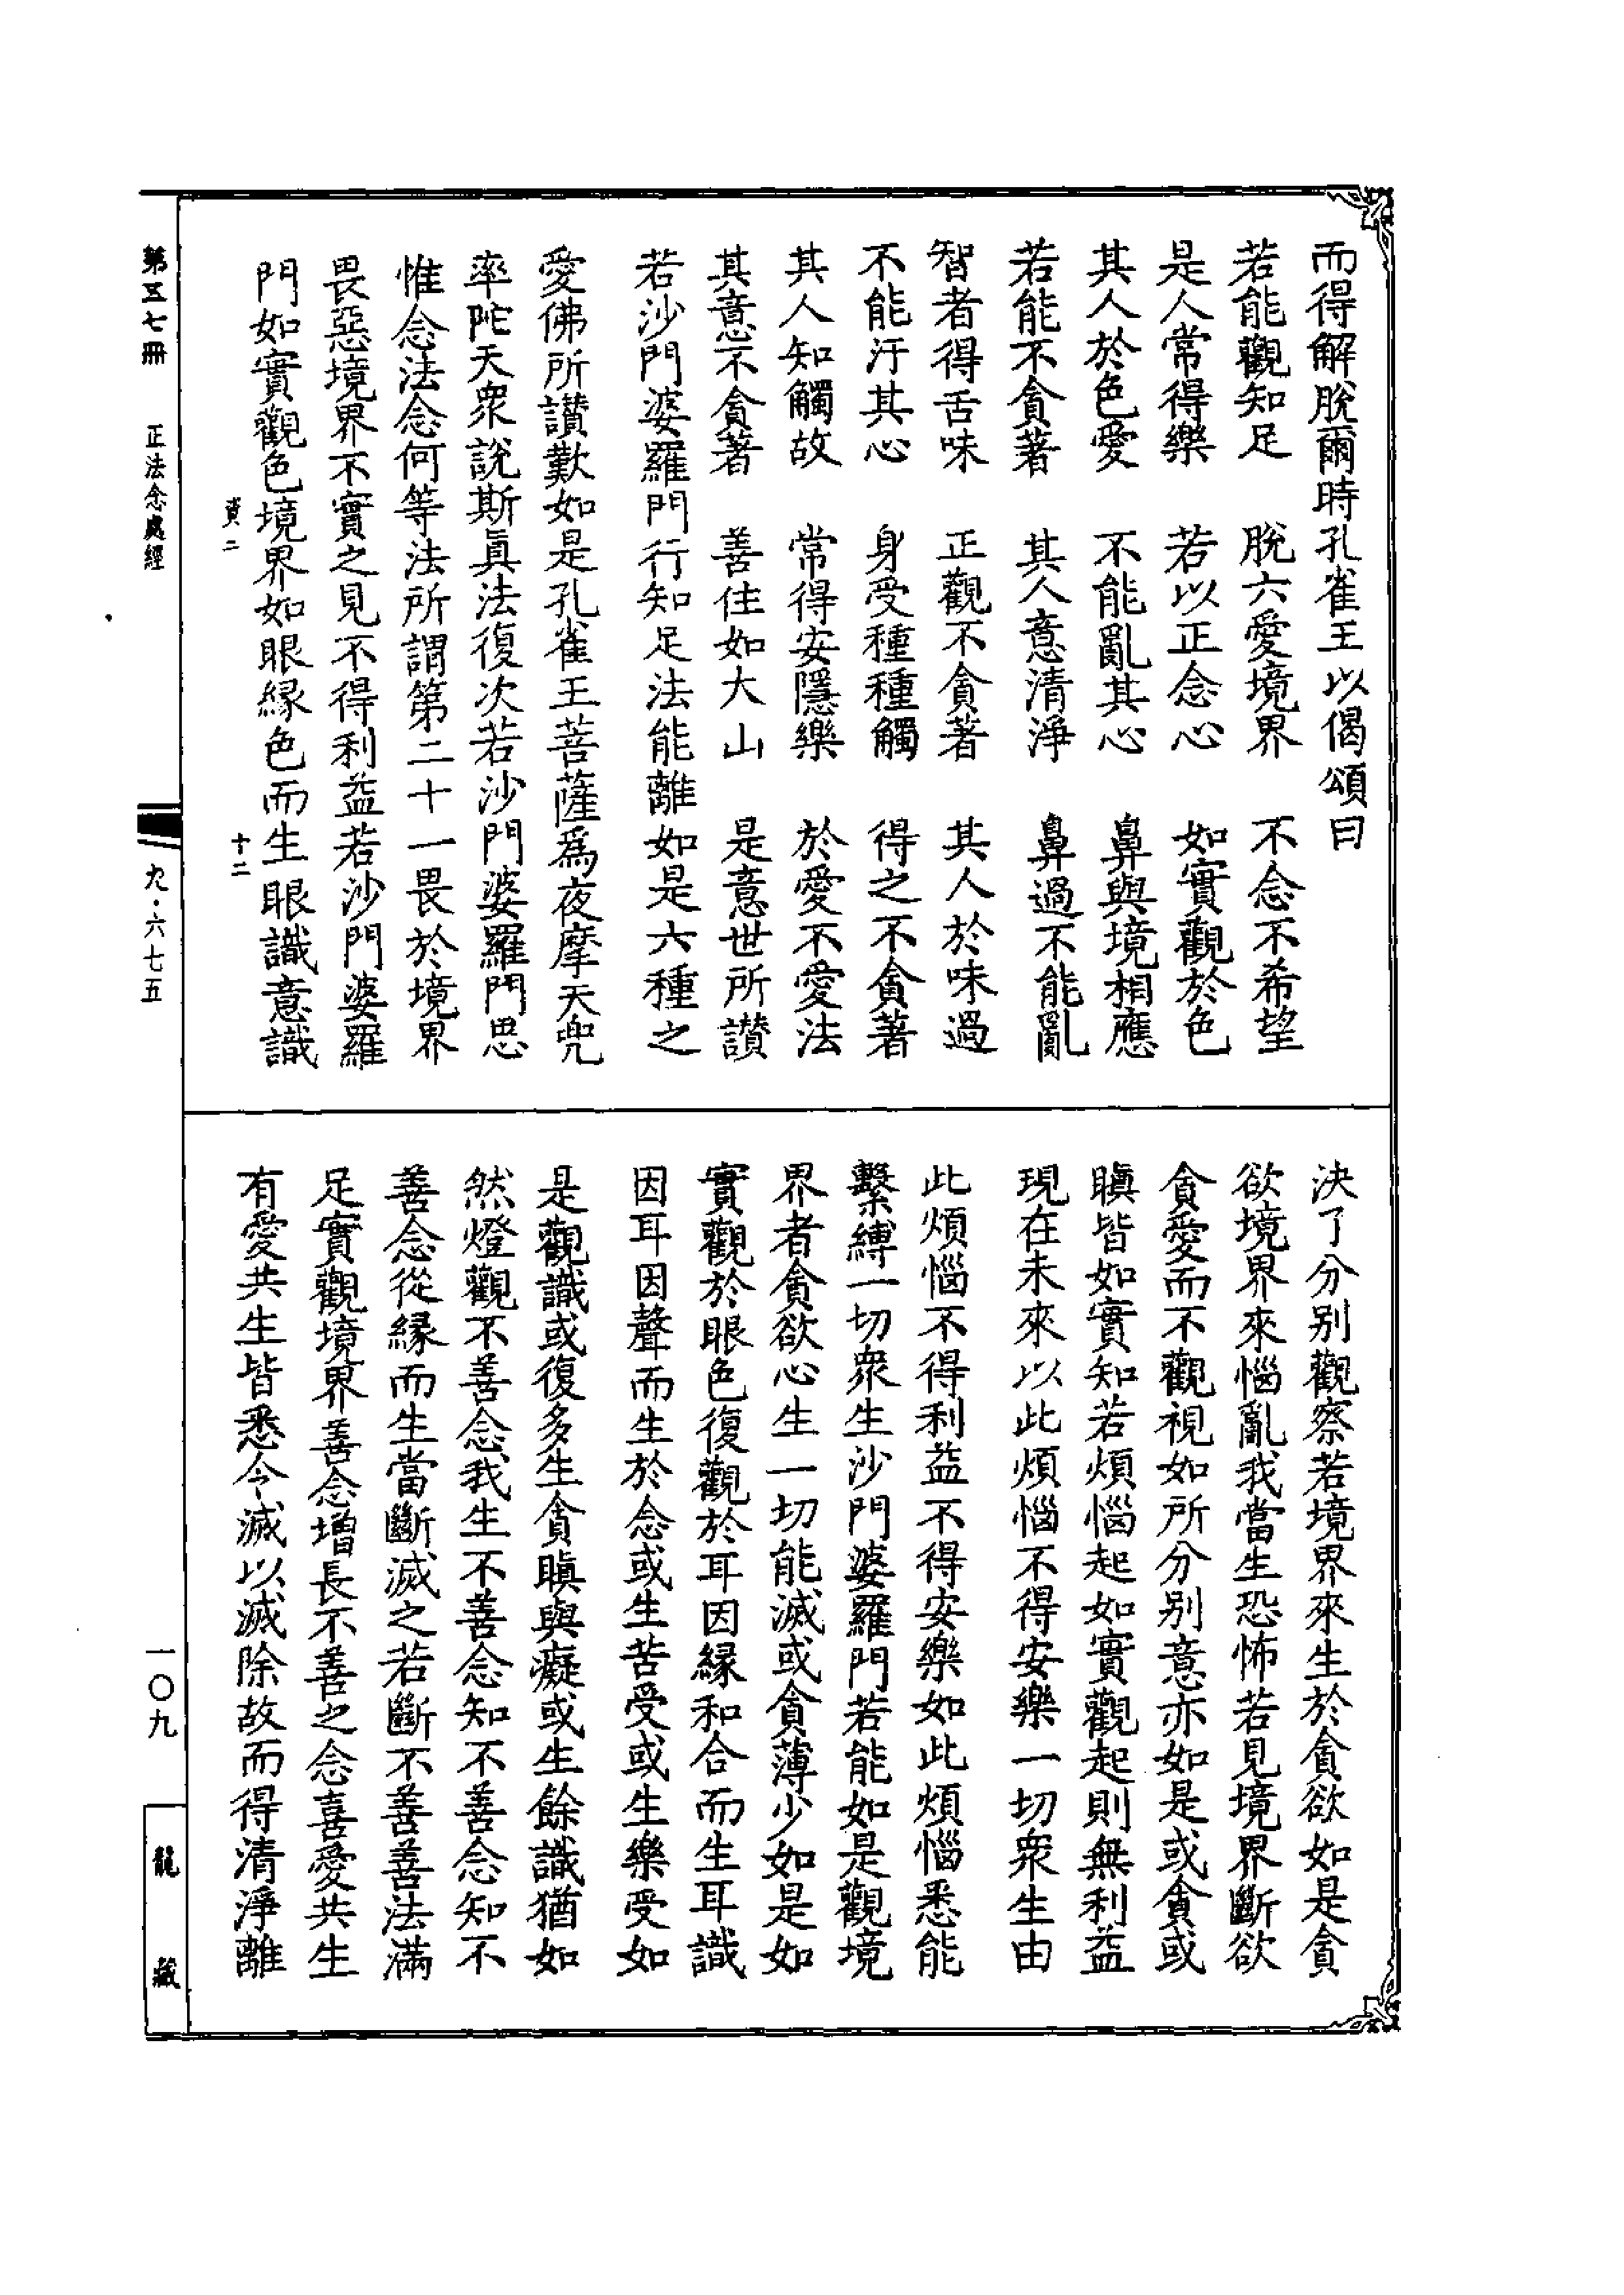 而得解脫爾時孔雀王以偈頌曰
若能觀知足　脫六愛境界　不念不希望
是人常得樂　若以正念心　如實觀於色
其人於色愛　不能亂其心　鼻與境相應
若能不貪著　其人意清淨　鼻過不能亂
智者得舌味　正觀不貪著　其人於味過
不能汙其心　身受種種觸　得之不貪著
其人知觸故　常得安隱樂　於愛不愛法
其意不貪著　善住如大山　是意世所讃
若沙門婆羅門行知足法能離如是六種之
愛佛所讃歎如是孔雀王菩薩爲夜摩天兜
率陀天衆說斯眞法復次若沙門婆羅門思
惟念法念何等法所謂第二十一畏於境界
畏惡境界不實之見不得利益若沙門婆羅
門如實觀色境界如眼緣色而生眼識意識
資二　十二
決了分別觀察若境界來生於貪欲如是貪
欲境界來惱亂我當生恐怖若見境界斷欲
貪愛而不觀視如所分別意亦如是或貪或
瞋皆如實知若煩惱起如實觀起則無利益
現在未來以此煩惱不得安樂一切衆生由
此煩惱不得利益不得安樂如此煩惱悉能
繫縛一切衆生沙門婆羅門若能如是觀境
界者貪欲心生一切能滅或貪薄少如是如
實觀於眼色復觀於耳因緣和合而生耳識
因耳因聲而生於念或生苦受或生樂受如
是觀識或復多生貪瞋與癡或生餘識猶如
然燈觀不善念我生不善念知不善念知不
善念從緣而生當斷滅之若斷不善善法滿
足實觀境界善念增長不善之念喜愛共生
有愛共生皆悉令滅以滅除故而得清淨離
第五七冊　正法念處經　九·六七五　一〇九　龍藏